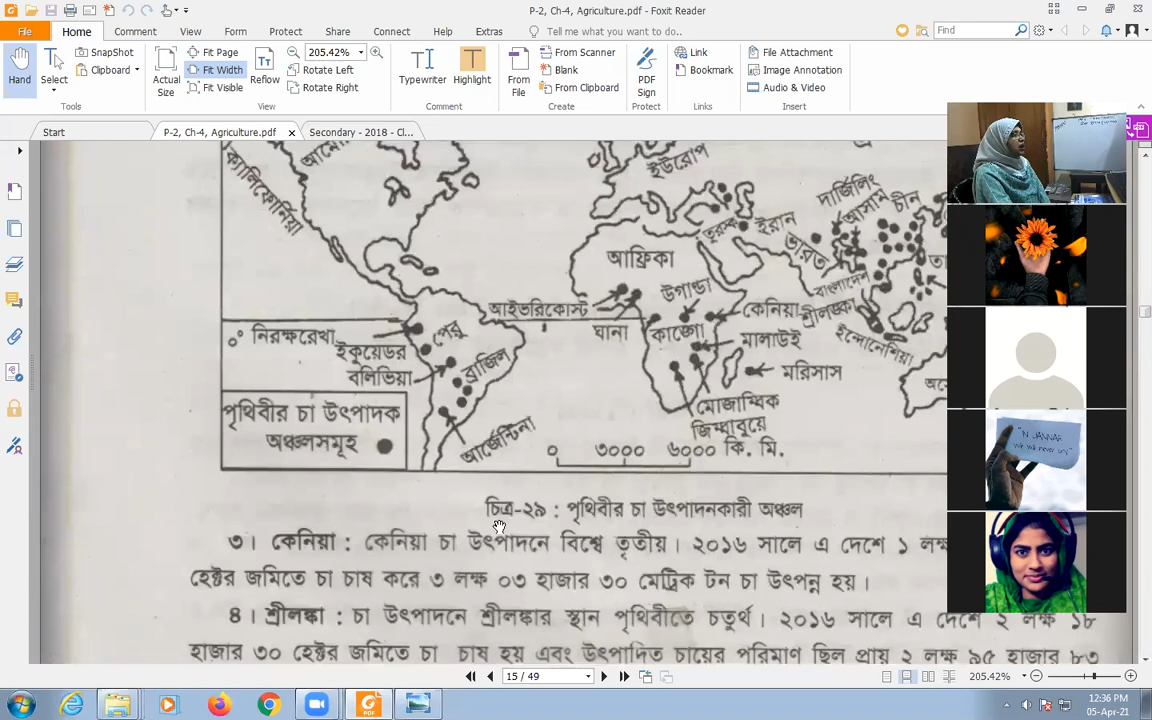 P-2, Ch-4, Agriculture.pdf - Foxit Reader
File Home Comment View Form Protect Share Connect Help Extras Tell me what you want to do... Find
Hand
Select
SnapShot
Clipboard
Actual Size
Fit Page
Fit Width
Fit Visible
Reflow
205.42%
Rotate Left
Rotate Right
Typewriter
Highlight
From File
From Scanner
Blank
From Clipboard
PDF Sign
Link
Bookmark
File Attachment
Image Annotation
Audio & Video
Tools View Comment Create Protect Links Insert
Start P-2, Ch-4, Agriculture.pdf Secondary - 2018 - Cl...
ক্যালিফোর্নিয়া
ইউরোপ
দার্জিলিং
আসাম
চীন
তুরস্ক
ইরান
ভারত
আফ্রিকা
বাংলাদেশ
উগান্ডা
শ্রীলঙ্কা
আইভরিকোস্ট
কেনিয়া
ঘানা
কঙ্গো
ইন্দোনেশিয়া
নিরক্ষরেখা
পেরু
মালাউই
ইকুয়েডর
ব্রাজিল
বলিভিয়া
মরিসাস
মোজাম্বিক
জিম্বাবুয়ে
আর্জেন্টিনা
পৃথিবীর চা উৎপাদক
অঞ্চলসমূহ
০ ৩০০০ ৬০০০ কি. মি.
চিত্র-২৯ : পৃথিবীর চা উৎপাদনকারী অঞ্চল
৩। কেনিয়া : কেনিয়া চা উৎপাদনে বিশ্বে তৃতীয়। ২০১৬ সালে এ দেশে ১ লক্ষ
হেক্টর জমিতে চা চাষ করে ৩ লক্ষ ০৩ হাজার ৩০ মেট্রিক টন চা উৎপন্ন হয়।
৪। শ্রীলঙ্কা : চা উৎপাদনে শ্রীলঙ্কার স্থান পৃথিবীতে চতুর্থ। ২০১৬ সালে এ দেশে ২ লক্ষ ১৮
হাজার ৩০ হেক্টর জমিতে চা চাষ হয় এবং উৎপাদিত চায়ের পরিমাণ ছিল প্রায় ২ লক্ষ ৯৫ হাজার ৮৩
15 / 49
205.42%
12:36 PM
05-Apr-21